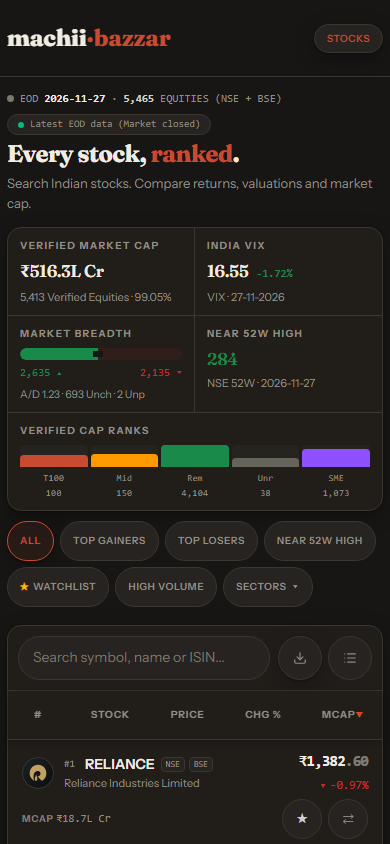 machii·bazzar
STOCKS
EOD 2026-11-27 · 5,465 EQUITIES (NSE + BSE)
Latest EOD data (Market closed)
Every stock, ranked.
Search Indian stocks. Compare returns, valuations and market
cap.
VERIFIED MARKET CAP
₹516.3L Cr
5,413 Verified Equities · 99.05%
INDIA VIX
16.55 -1.72%
VIX · 27-11-2026
MARKET BREADTH
2,635 ▲ 2,135 ▼
A/D 1.23 · 693 Unch · 2 Unp
NEAR 52W HIGH
284
NSE 52W · 2026-11-27
VERIFIED CAP RANKS
T100 Mid Rem Unr SME
100 150 4,104 38 1,073
ALL TOP GAINERS TOP LOSERS NEAR 52W HIGH
★ WATCHLIST HIGH VOLUME SECTORS ▼
Search symbol, name or ISIN...
# STOCK PRICE CHG % MCAP▼
#1 RELIANCE NSE BSE ₹1,382.60
Reliance Industries Limited ▼ -0.97%
MCAP ₹18.7L Cr